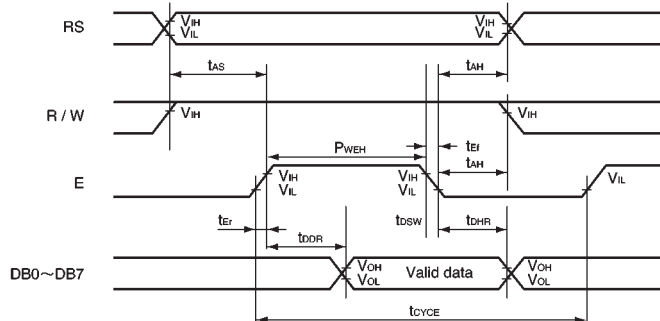 RS
VIH
VIL
VIH
VIL
tAS
tAH
R / W
VIH
VIH
PWEH
tEf
tAH
E
VIH
VIL
VIH
VIL
VIL
tEr
tDDR
tDSW
tDHR
DB0～DB7
VOH
VOL
Valid data
VOH
VOL
tCYCE